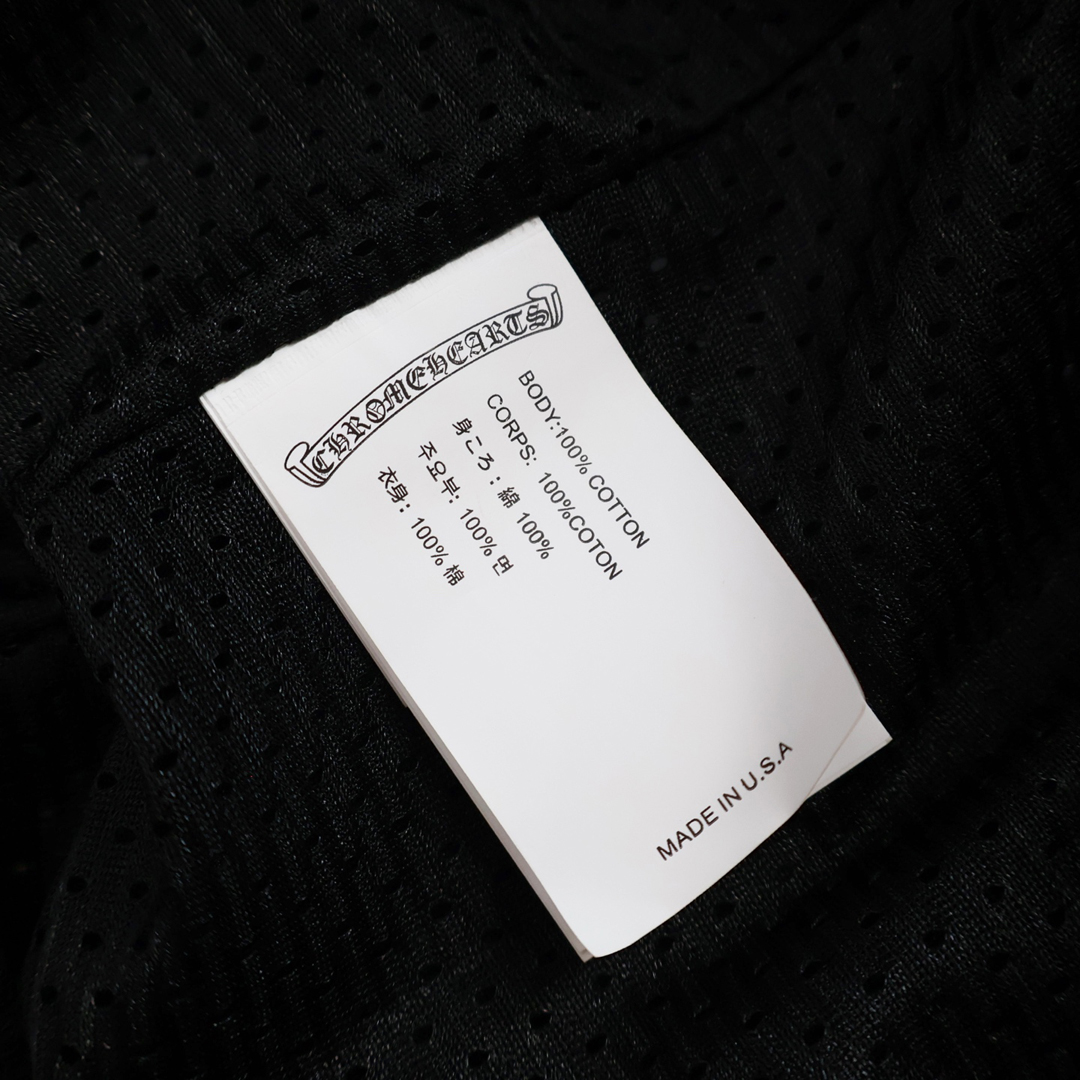 CHROMEHEARTS
BODY:100% COTTON
CORPS: 100%COTON
身ころ : 綿 100%
주요부: 100% 면
衣身: 100% 棉
MADE IN U.S.A